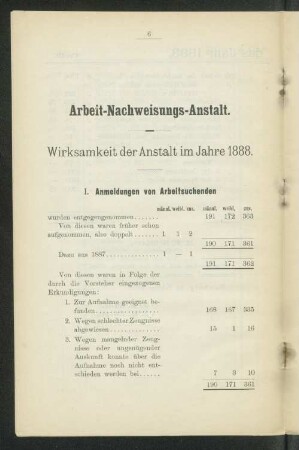 6
Arbeit-Nachweisungs-Anstalt.
Wirksamkeit der Anstalt im Jahre 1888.
I. Anmeldungen von Arbeitsuchenden
männl. weibl. zus. männl. weibl. zus.
wurden entgegengenommen....... 191 172 363
Von diesen waren früher schon
aufgenommen, also doppelt.... 1 1 2
190 171 361
Dazu aus 1887........... 1 — 1
191 171 362
Von diesen waren in Folge der
durch die Vorsteher eingezogenen
Erkundigungen:
1. Zur Aufnahme geeignet be-
funden.................... 168 167 335
2. Wegen schlechter Zeugnisse
abgewiesen................ 15 1 16
3. Wegen mangelnder Zeug-
nisse oder ungenügender
Auskunft konnte über die
Aufnahme noch nicht ent-
schieden werden bei....... 7 3 10
190 171 361